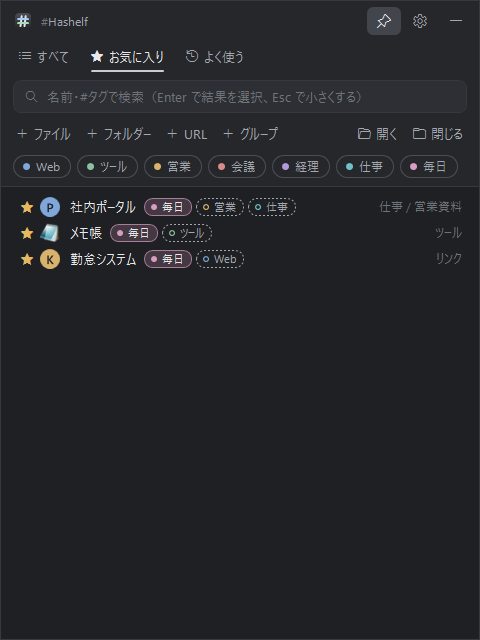 #Hashelf
すべて お気に入り よく使う
名前・#タグで検索（Enter で結果を選択、Esc で小さくする）
+ ファイル + フォルダー + URL + グループ 開く 閉じる
Web ツール 営業 会議 経理 仕事 毎日
P 社内ポータル 毎日 営業 仕事 仕事 / 営業資料
メモ帳 毎日 ツール ツール
K 勤怠システム 毎日 Web リンク